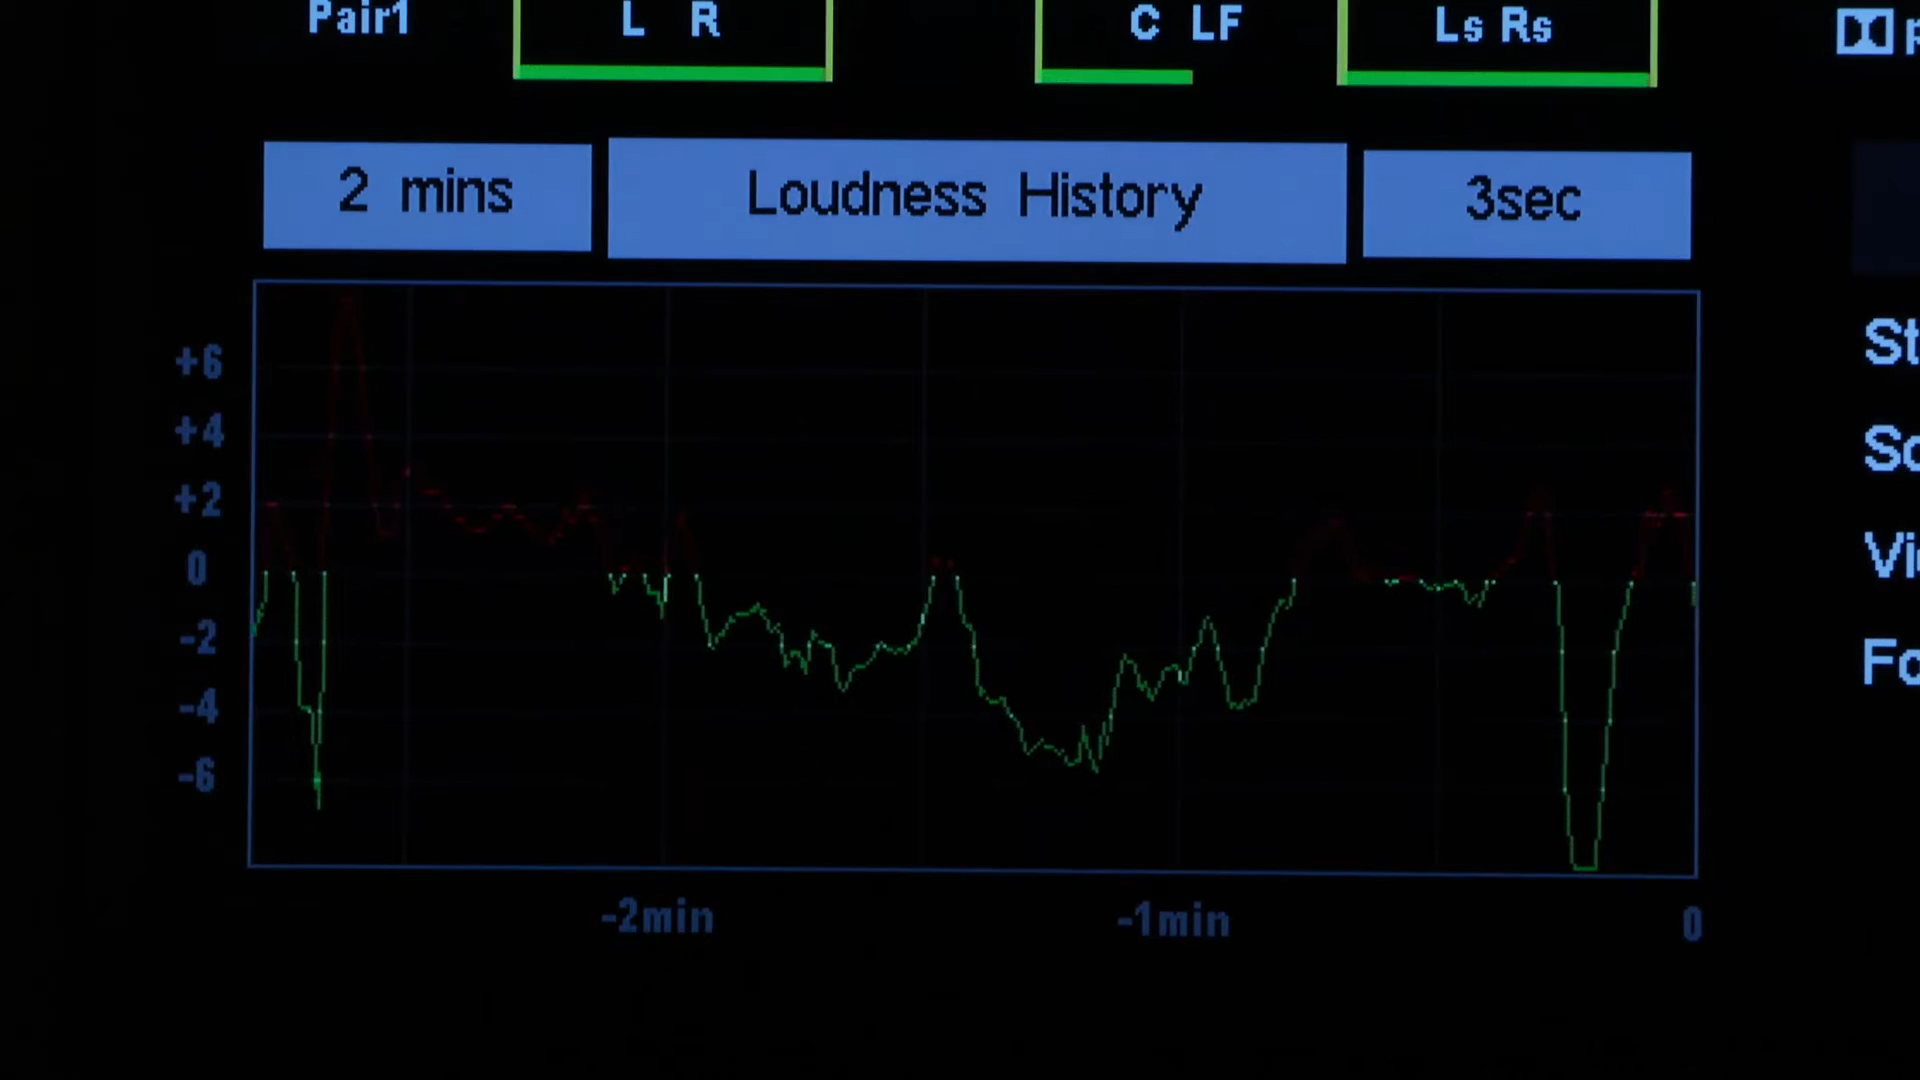 Pair1 L R C LF Ls Rs
2 mins Loudness History 3sec
+6
+4
+2
0
-2
-4
-6
-2min -1min 0